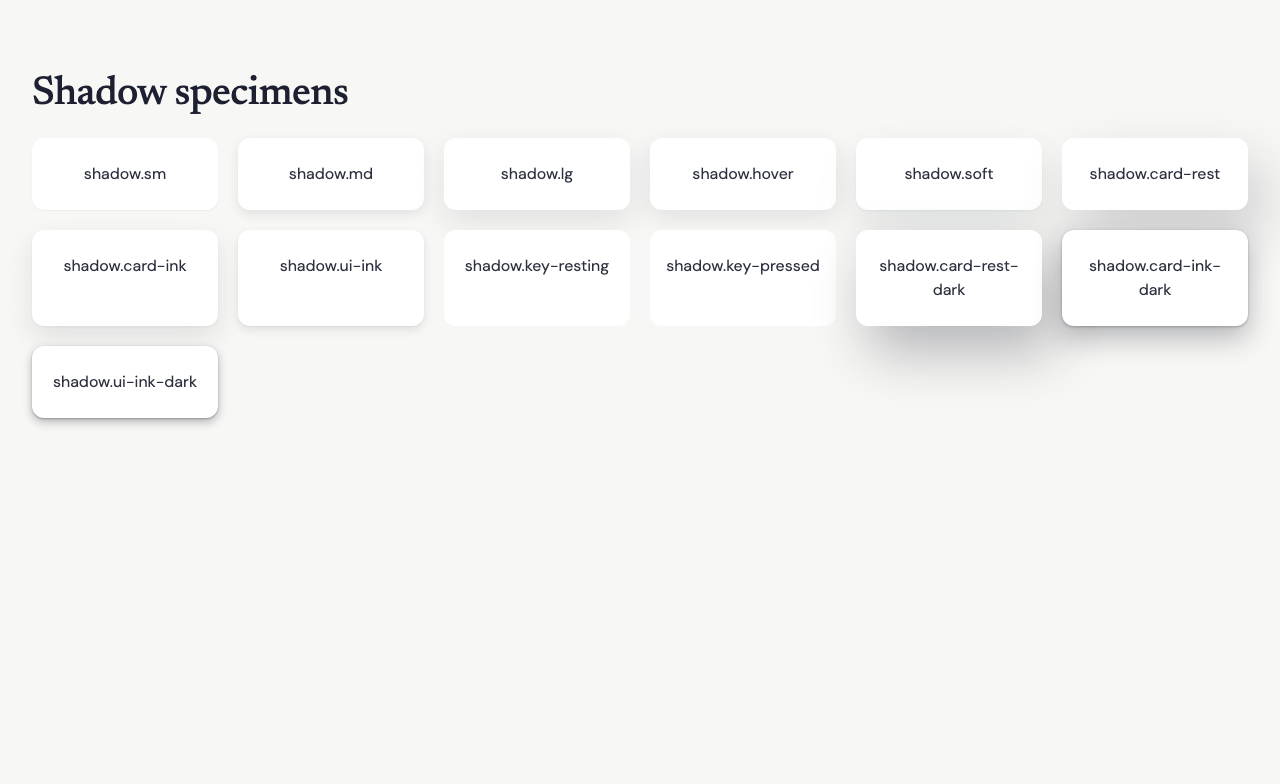 Shadow specimens
shadow.sm
shadow.md
shadow.lg
shadow.hover
shadow.soft
shadow.card-rest
shadow.card-ink
shadow.ui-ink
shadow.key-resting
shadow.key-pressed
shadow.card-rest-
dark
shadow.card-ink-
dark
shadow.ui-ink-dark